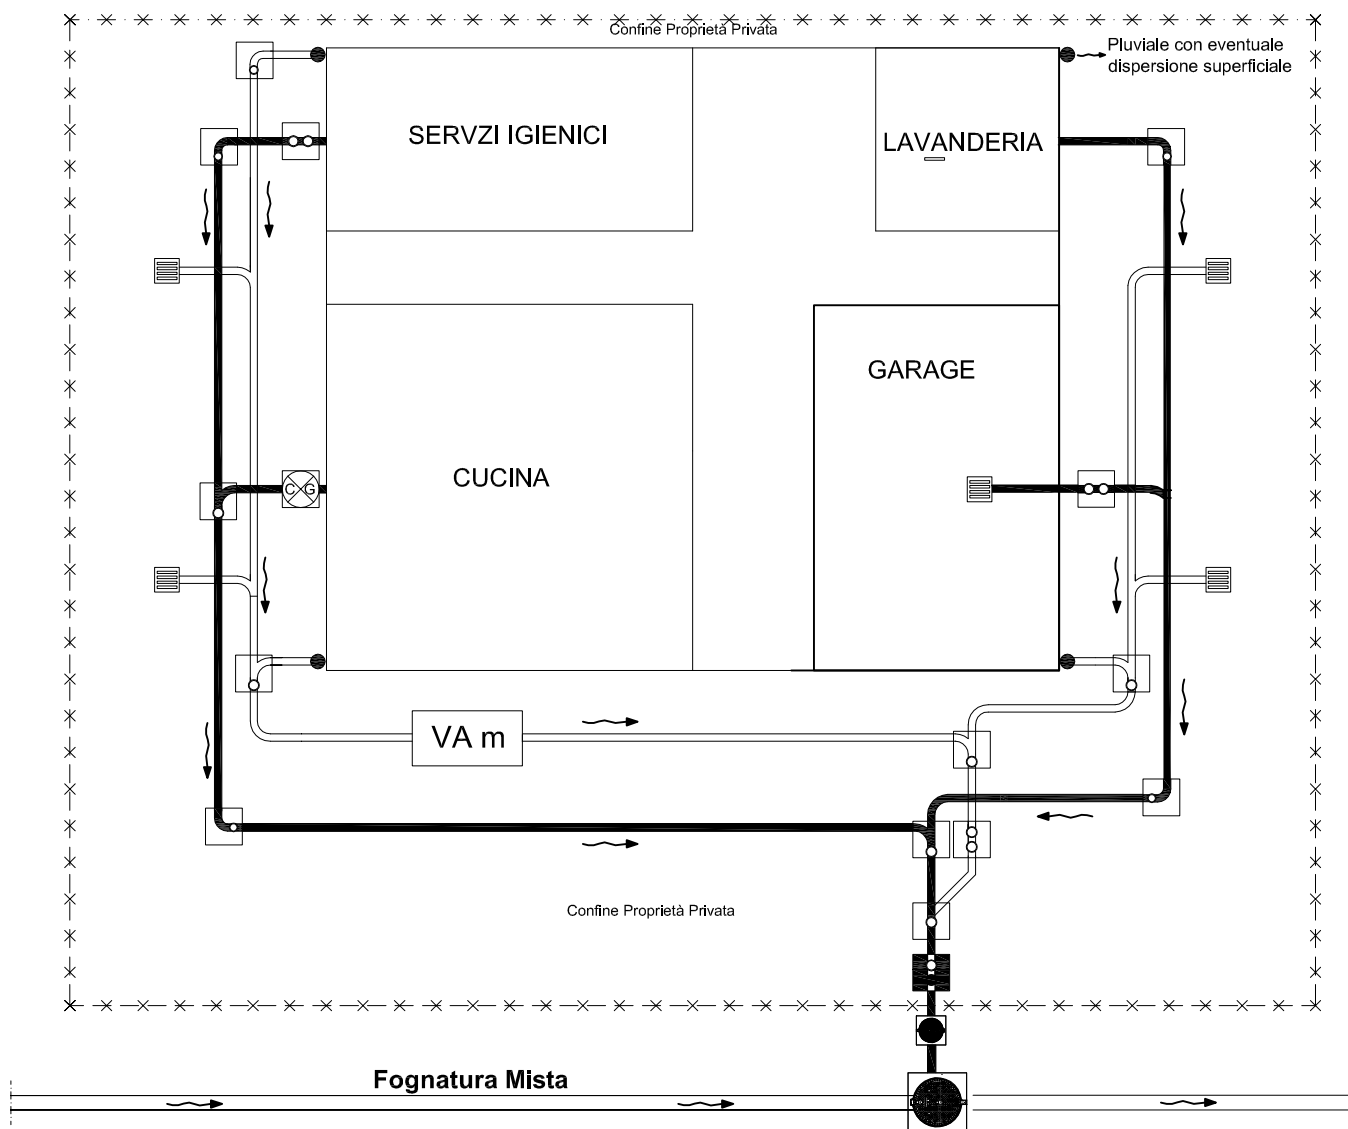 Confine Proprietà Privata
Pluviale con eventuale
dispersione superficiale
SERVZI IGIENICI
LAVANDERIA
GARAGE
CUCINA
C G
VA m
Confine Proprietà Privata
Fognatura Mista